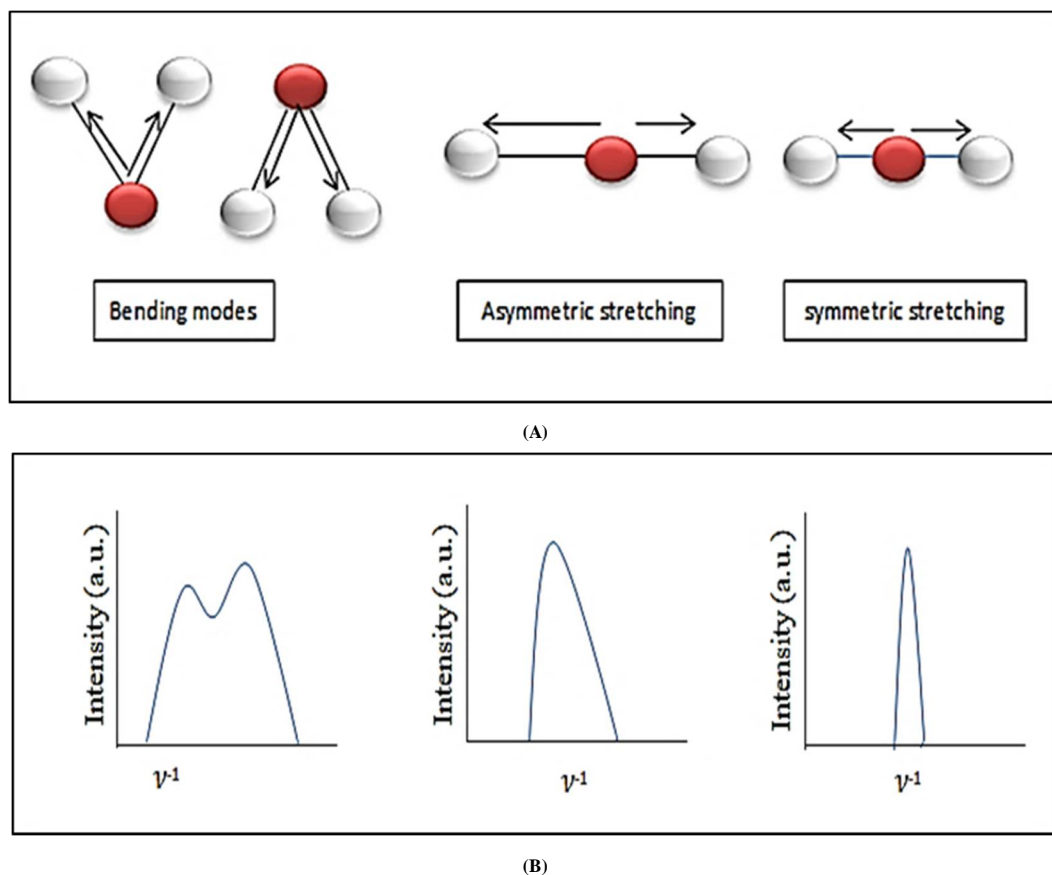 Bending modes
Asymmetric stretching
symmetric stretching
(A)
Intensity (a.u.)
Intensity (a.u.)
Intensity (a.u.)
ν⁻¹
ν⁻¹
ν⁻¹
(B)